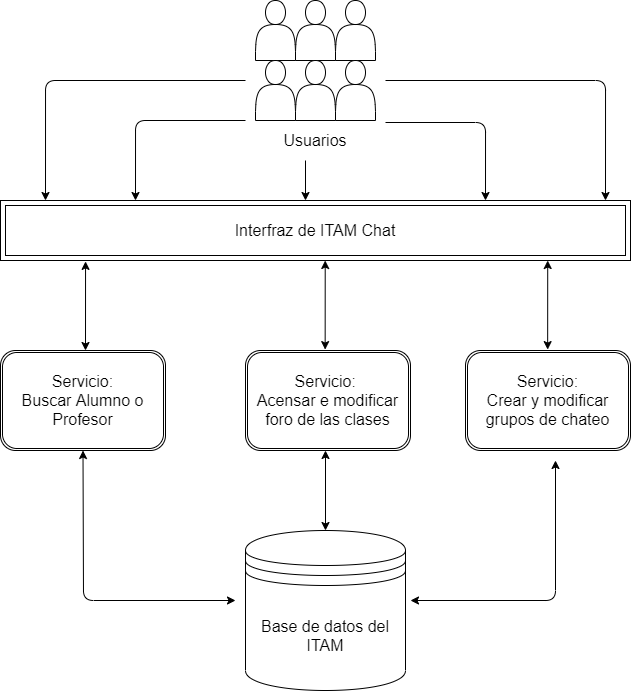 Usuarios
Interfraz de ITAM Chat
Servicio:
Buscar Alumno o
Profesor
Servicio:
Acensar e modificar
foro de las clases
Servicio:
Crear y modificar
grupos de chateo
Base de datos del
ITAM